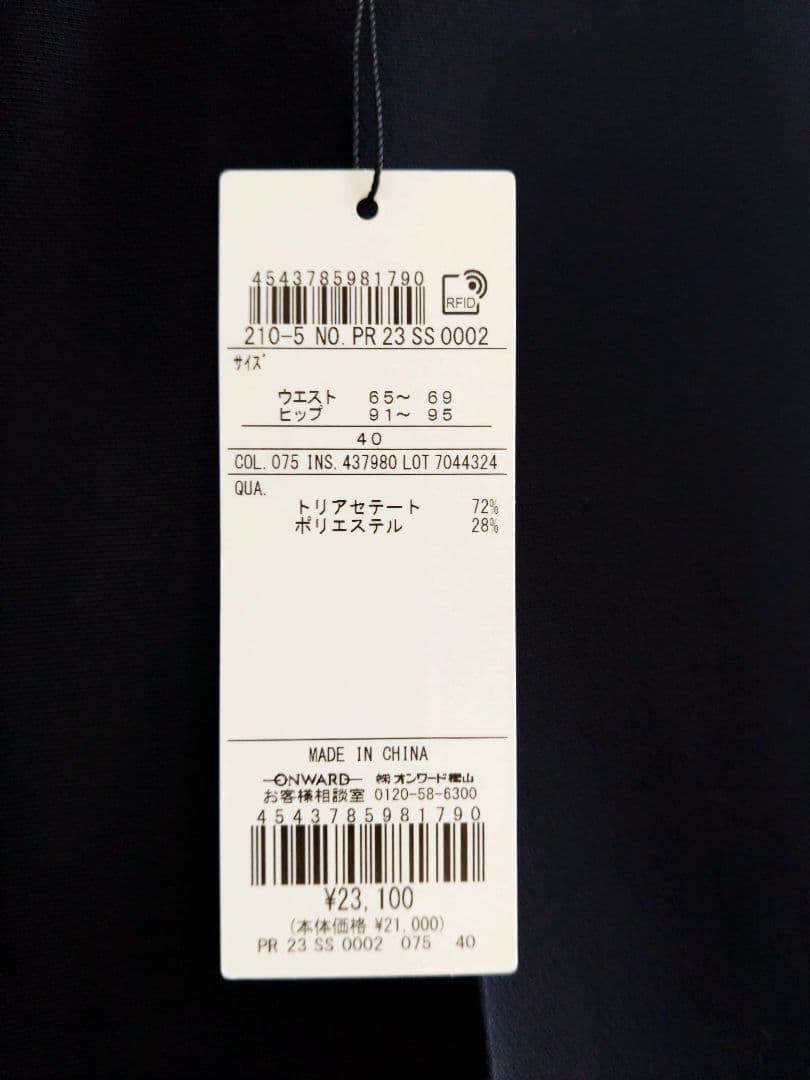 4543785981790
RFID
210-5 NO. PR 23 SS 0002
サイズ
ウエスト 65~ 69
ヒップ 91~ 95
40
COL. 075 INS. 437980 LOT 7044324
QUA.
トリアセテート 72%
ポリエステル 28%
MADE IN CHINA
ONWARD ㈱オンワード樫山
お客様相談室 0120-58-6300
4543785981790
¥23,100
(本体価格 ¥21,000)
PR 23 SS 0002 075 40